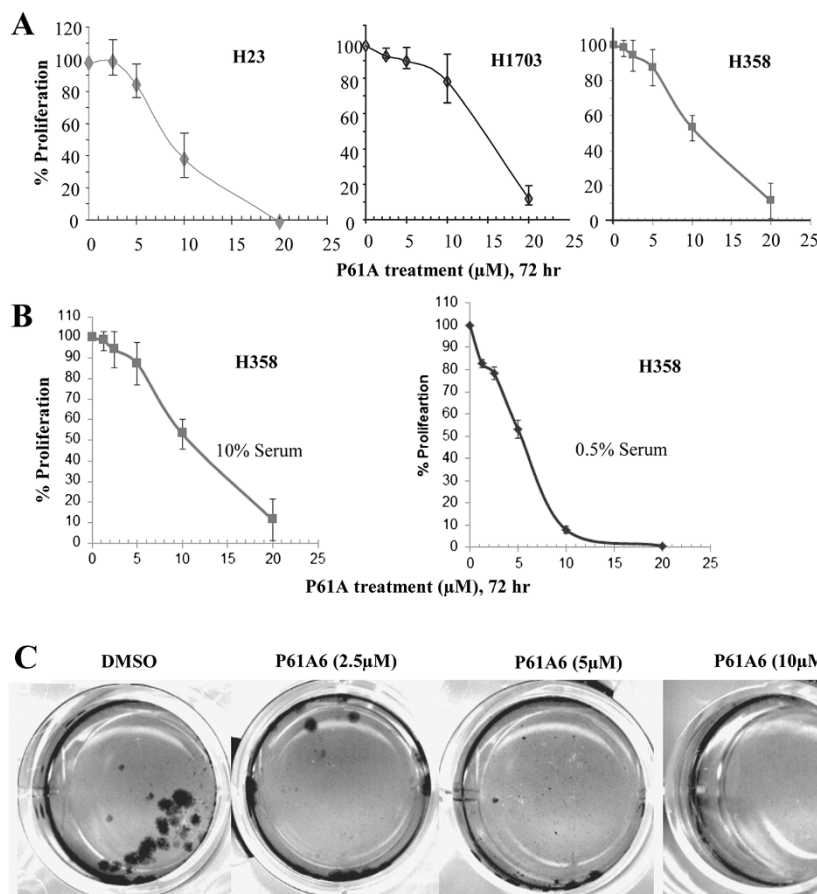 A
% Proliferation
120
100
80
60
40
20
0
H23
0 5 10 15 20 25
100
80
60
40
20
0
H1703
0 5 10 15 20 25
100
80
60
40
20
0
H358
0 5 10 15 20 25
P61A treatment (µM), 72 hr
B
% Proliferation
110
100
90
80
70
60
50
40
30
20
10
0
H358
10% Serum
0 5 10 15 20 25
% Prolifeartion
110
100
90
80
70
60
50
40
30
20
10
0
H358
0.5% Serum
0 5 10 15 20 25
P61A treatment (µM), 72 hr
C
DMSO P61A6 (2.5µM) P61A6 (5µM) P61A6 (10µM